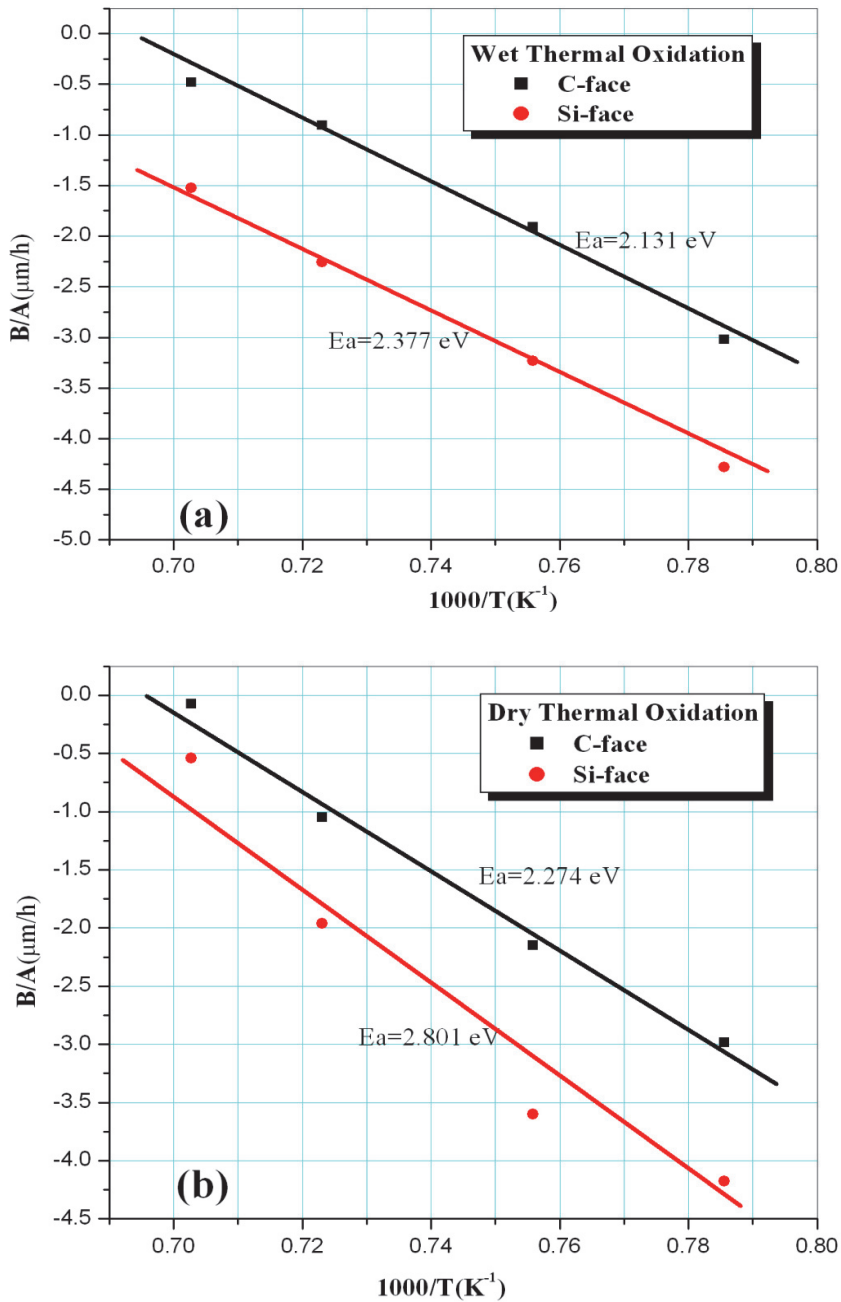 0.0
-0.5
-1.0
-1.5
-2.0
-2.5
-3.0
-3.5
-4.0
-4.5
-5.0
B/A(μm/h)
Wet Thermal Oxidation
C-face
Si-face
Ea=2.131 eV
Ea=2.377 eV
(a)
0.70 0.72 0.74 0.76 0.78 0.80
1000/T(K⁻¹)
0.0
-0.5
-1.0
-1.5
-2.0
-2.5
-3.0
-3.5
-4.0
-4.5
B/A(μm/h)
Dry Thermal Oxidation
C-face
Si-face
Ea=2.274 eV
Ea=2.801 eV
(b)
0.70 0.72 0.74 0.76 0.78 0.80
1000/T(K⁻¹)